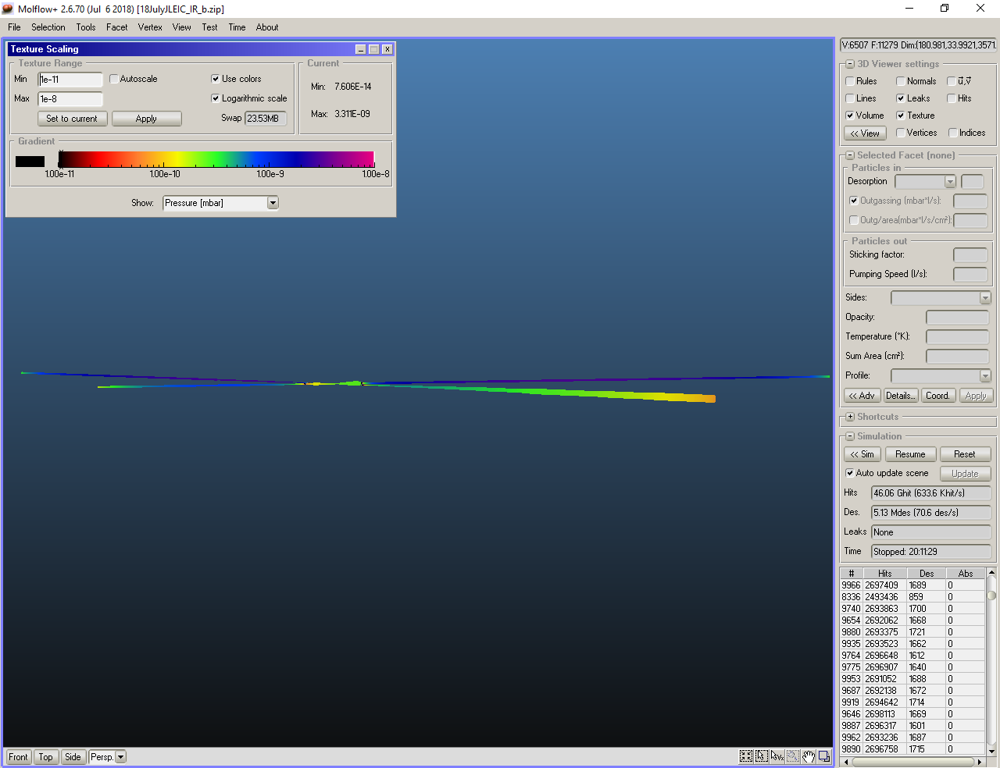 Molflow+ 2.6.70 (Jul 6 2018) [18JulyJLEIC_IR_b.zip]
File Selection Tools Facet Vertex View Test Time About
Texture Scaling
Texture Range
Min 1e-11 Autoscale Use colors
Max 1e-8 Logarithmic scale
Set to current Apply Swap 23.53MB
Current
Min: 7.606E-14
Max: 3.311E-09
Gradient
1.00e-11 1.00e-10 1.00e-9 1.00e-8
Show: Pressure [mbar]
V:6507 F:11279 Dim:(180.981,33.9921,3571.
3D Viewer settings
Rules Normals u,v
Lines Leaks Hits
Volume Texture
<< View Vertices Indices
Selected Facet (none)
Particles in
Desorption
Outgassing (mbar*l/s):
Outg/area(mbar*l/s/cm²):
Particles out
Sticking factor:
Pumping Speed (l/s):
Sides:
Opacity:
Temperature (°K):
Sum Area (cm²):
Profile:
<< Adv Details... Coord. Apply
Shortcuts
Simulation
<< Sim Resume Reset
Auto update scene Update
Hits 46.06 Ghit (633.6 Khit/s)
Des. 5.13 Mdes (70.6 des/s)
Leaks None
Time Stopped: 20:11:29
# Hits Des Abs
9966 2697409 1689 0
8336 2493436 859 0
9740 2693863 1700 0
9654 2692062 1668 0
9880 2693375 1721 0
9935 2693523 1662 0
9764 2696648 1612 0
9775 2696907 1640 0
9953 2691052 1688 0
9687 2692138 1672 0
9919 2694642 1714 0
9646 2698113 1669 0
9887 2696317 1601 0
9962 2693236 1687 0
9890 2696758 1715 0
Front Top Side Persp.